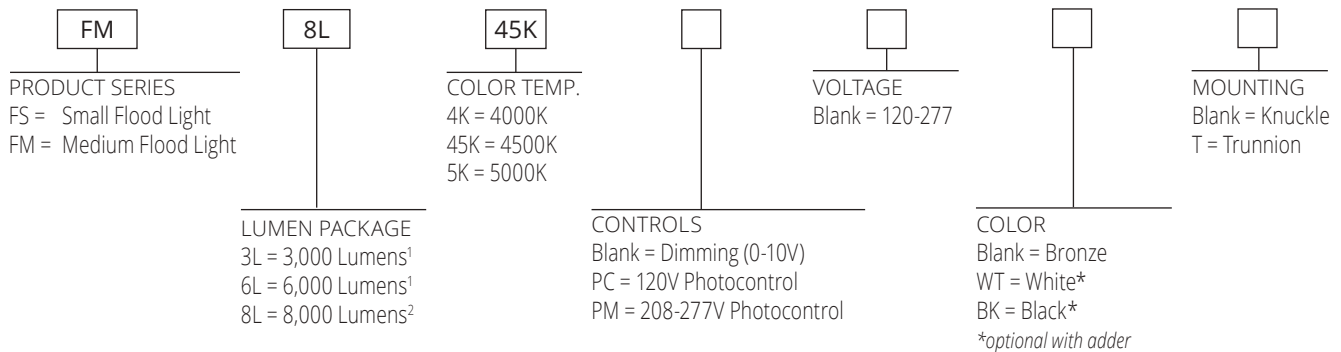 FM
8L
45K
PRODUCT SERIES
FS = Small Flood Light
FM = Medium Flood Light
LUMEN PACKAGE
3L = 3,000 Lumens¹
6L = 6,000 Lumens¹
8L = 8,000 Lumens²
COLOR TEMP.
4K = 4000K
45K = 4500K
5K = 5000K
CONTROLS
Blank = Dimming (0-10V)
PC = 120V Photocontrol
PM = 208-277V Photocontrol
VOLTAGE
Blank = 120-277
COLOR
Blank = Bronze
WT = White*
BK = Black*
*optional with adder
MOUNTING
Blank = Knuckle
T = Trunnion